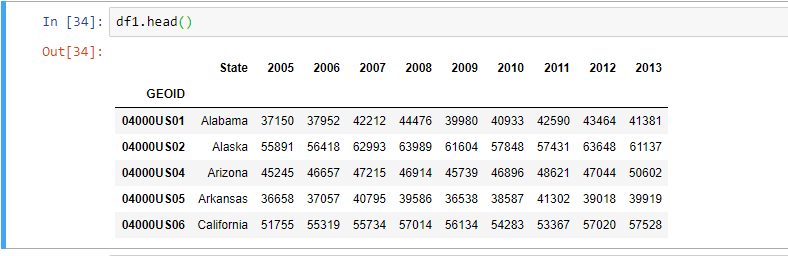 In [34]: df1.head()
Out[34]:
State 2005 2006 2007 2008 2009 2010 2011 2012 2013
GEOID
04000US01 Alabama 37150 37952 42212 44476 39980 40933 42590 43464 41381
04000US02 Alaska 55891 56418 62993 63989 61604 57848 57431 63648 61137
04000US04 Arizona 45245 46657 47215 46914 45739 46896 48621 47044 50602
04000US05 Arkansas 36658 37057 40795 39586 36538 38587 41302 39018 39919
04000US06 California 51755 55319 55734 57014 56134 54283 53367 57020 57528